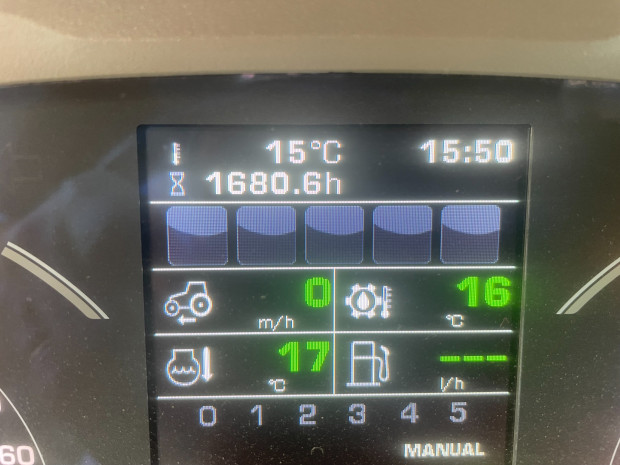 15°C 15:50
1680.6h
0 16
m/h °C
17 ---
°C l/h
0 1 2 3 4 5
60 MANUAL